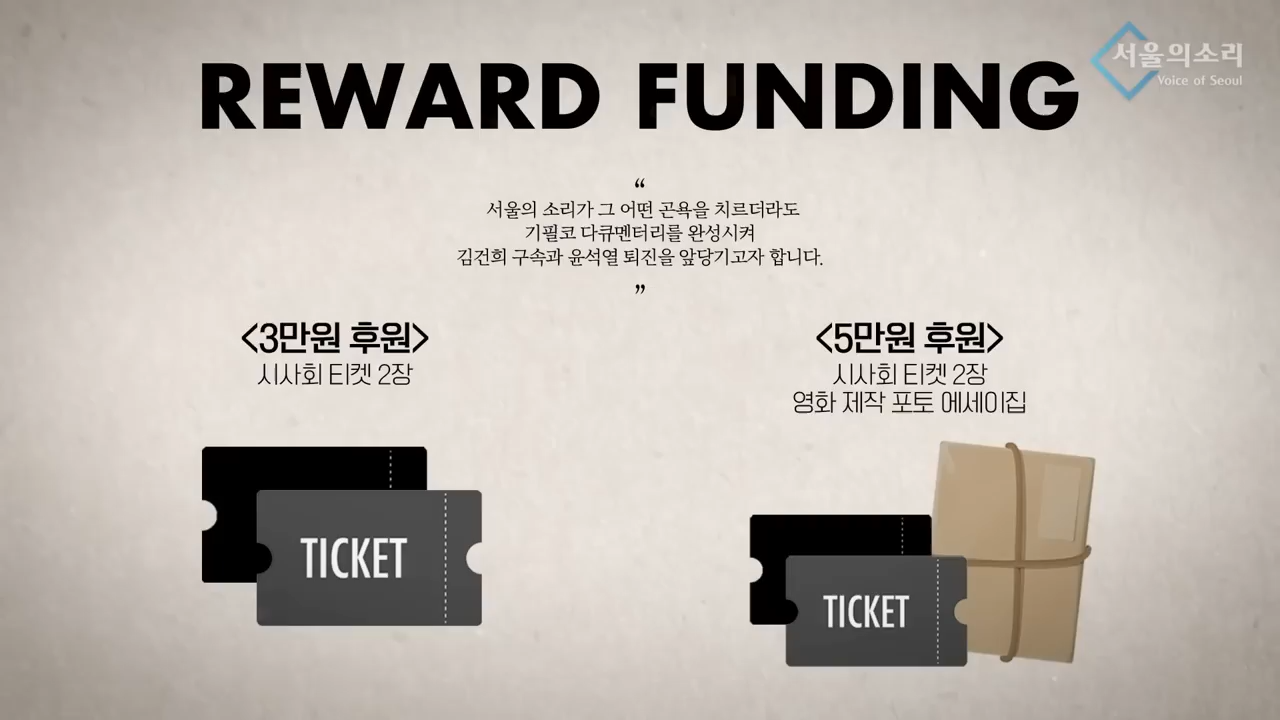 서울의소리
Voice of Seoul
REWARD FUNDING
“
서울의 소리가 그 어떤 곤욕을 치르더라도
기필코 다큐멘터리를 완성시켜
김건희 구속과 윤석열 퇴진을 앞당기고자 합니다.
”
<3만원 후원>
시사회 티켓 2장
TICKET
<5만원 후원>
시사회 티켓 2장
영화 제작 포토 에세이집
TICKET